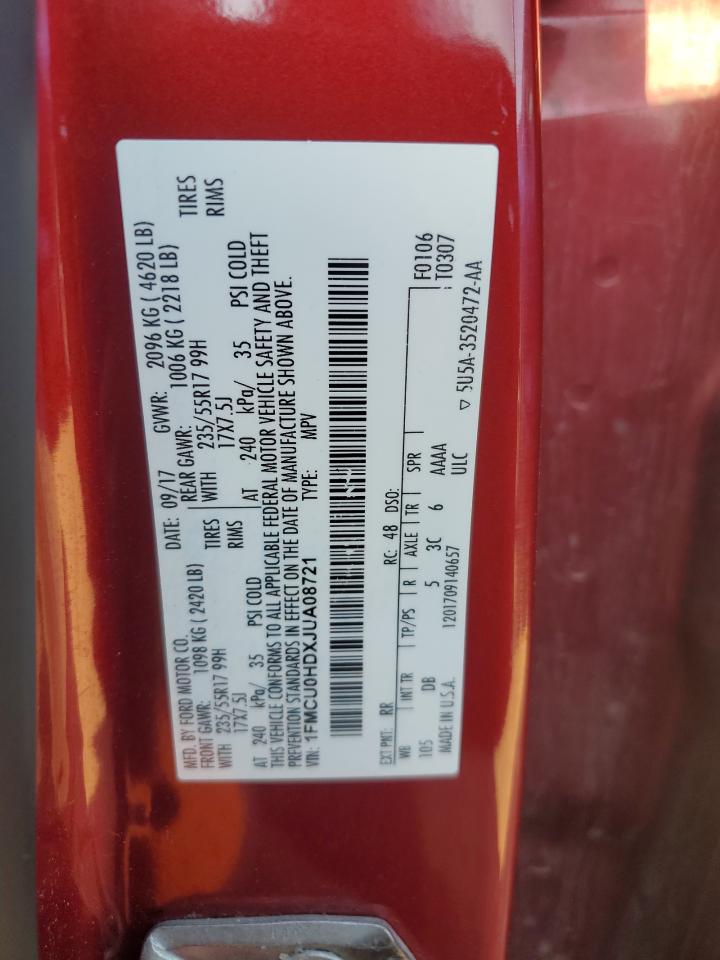 MFD. BY FORD MOTOR CO. DATE: 09/17 GVWR: 2096 KG ( 4620 LB)
FRONT GAWR: 1098 KG ( 2420 LB) REAR GAWR: 1006 KG ( 2218 LB)
WITH 235/55R17 99H TIRES WITH 235/55R17 99H TIRES
17X7.5J RIMS 17X7.5J RIMS
AT 240 kPa/ 35 PSI COLD AT 240 kPa/ 35 PSI COLD
THIS VEHICLE CONFORMS TO ALL APPLICABLE FEDERAL MOTOR VEHICLE SAFETY AND THEFT
PREVENTION STANDARDS IN EFFECT ON THE DATE OF MANUFACTURE SHOWN ABOVE.
VIN: 1FMCU0HDXJUA08721 TYPE: MPV
EXT PNT: RR RC: 48 DSO: F0106
WB INT TR TP/PS R AXLE TR SPR T0307
105 DB 5 3C 6 AAAA
MADE IN U.S.A. 1201709140657 ULC ▽ 5U5A-3520472-AA